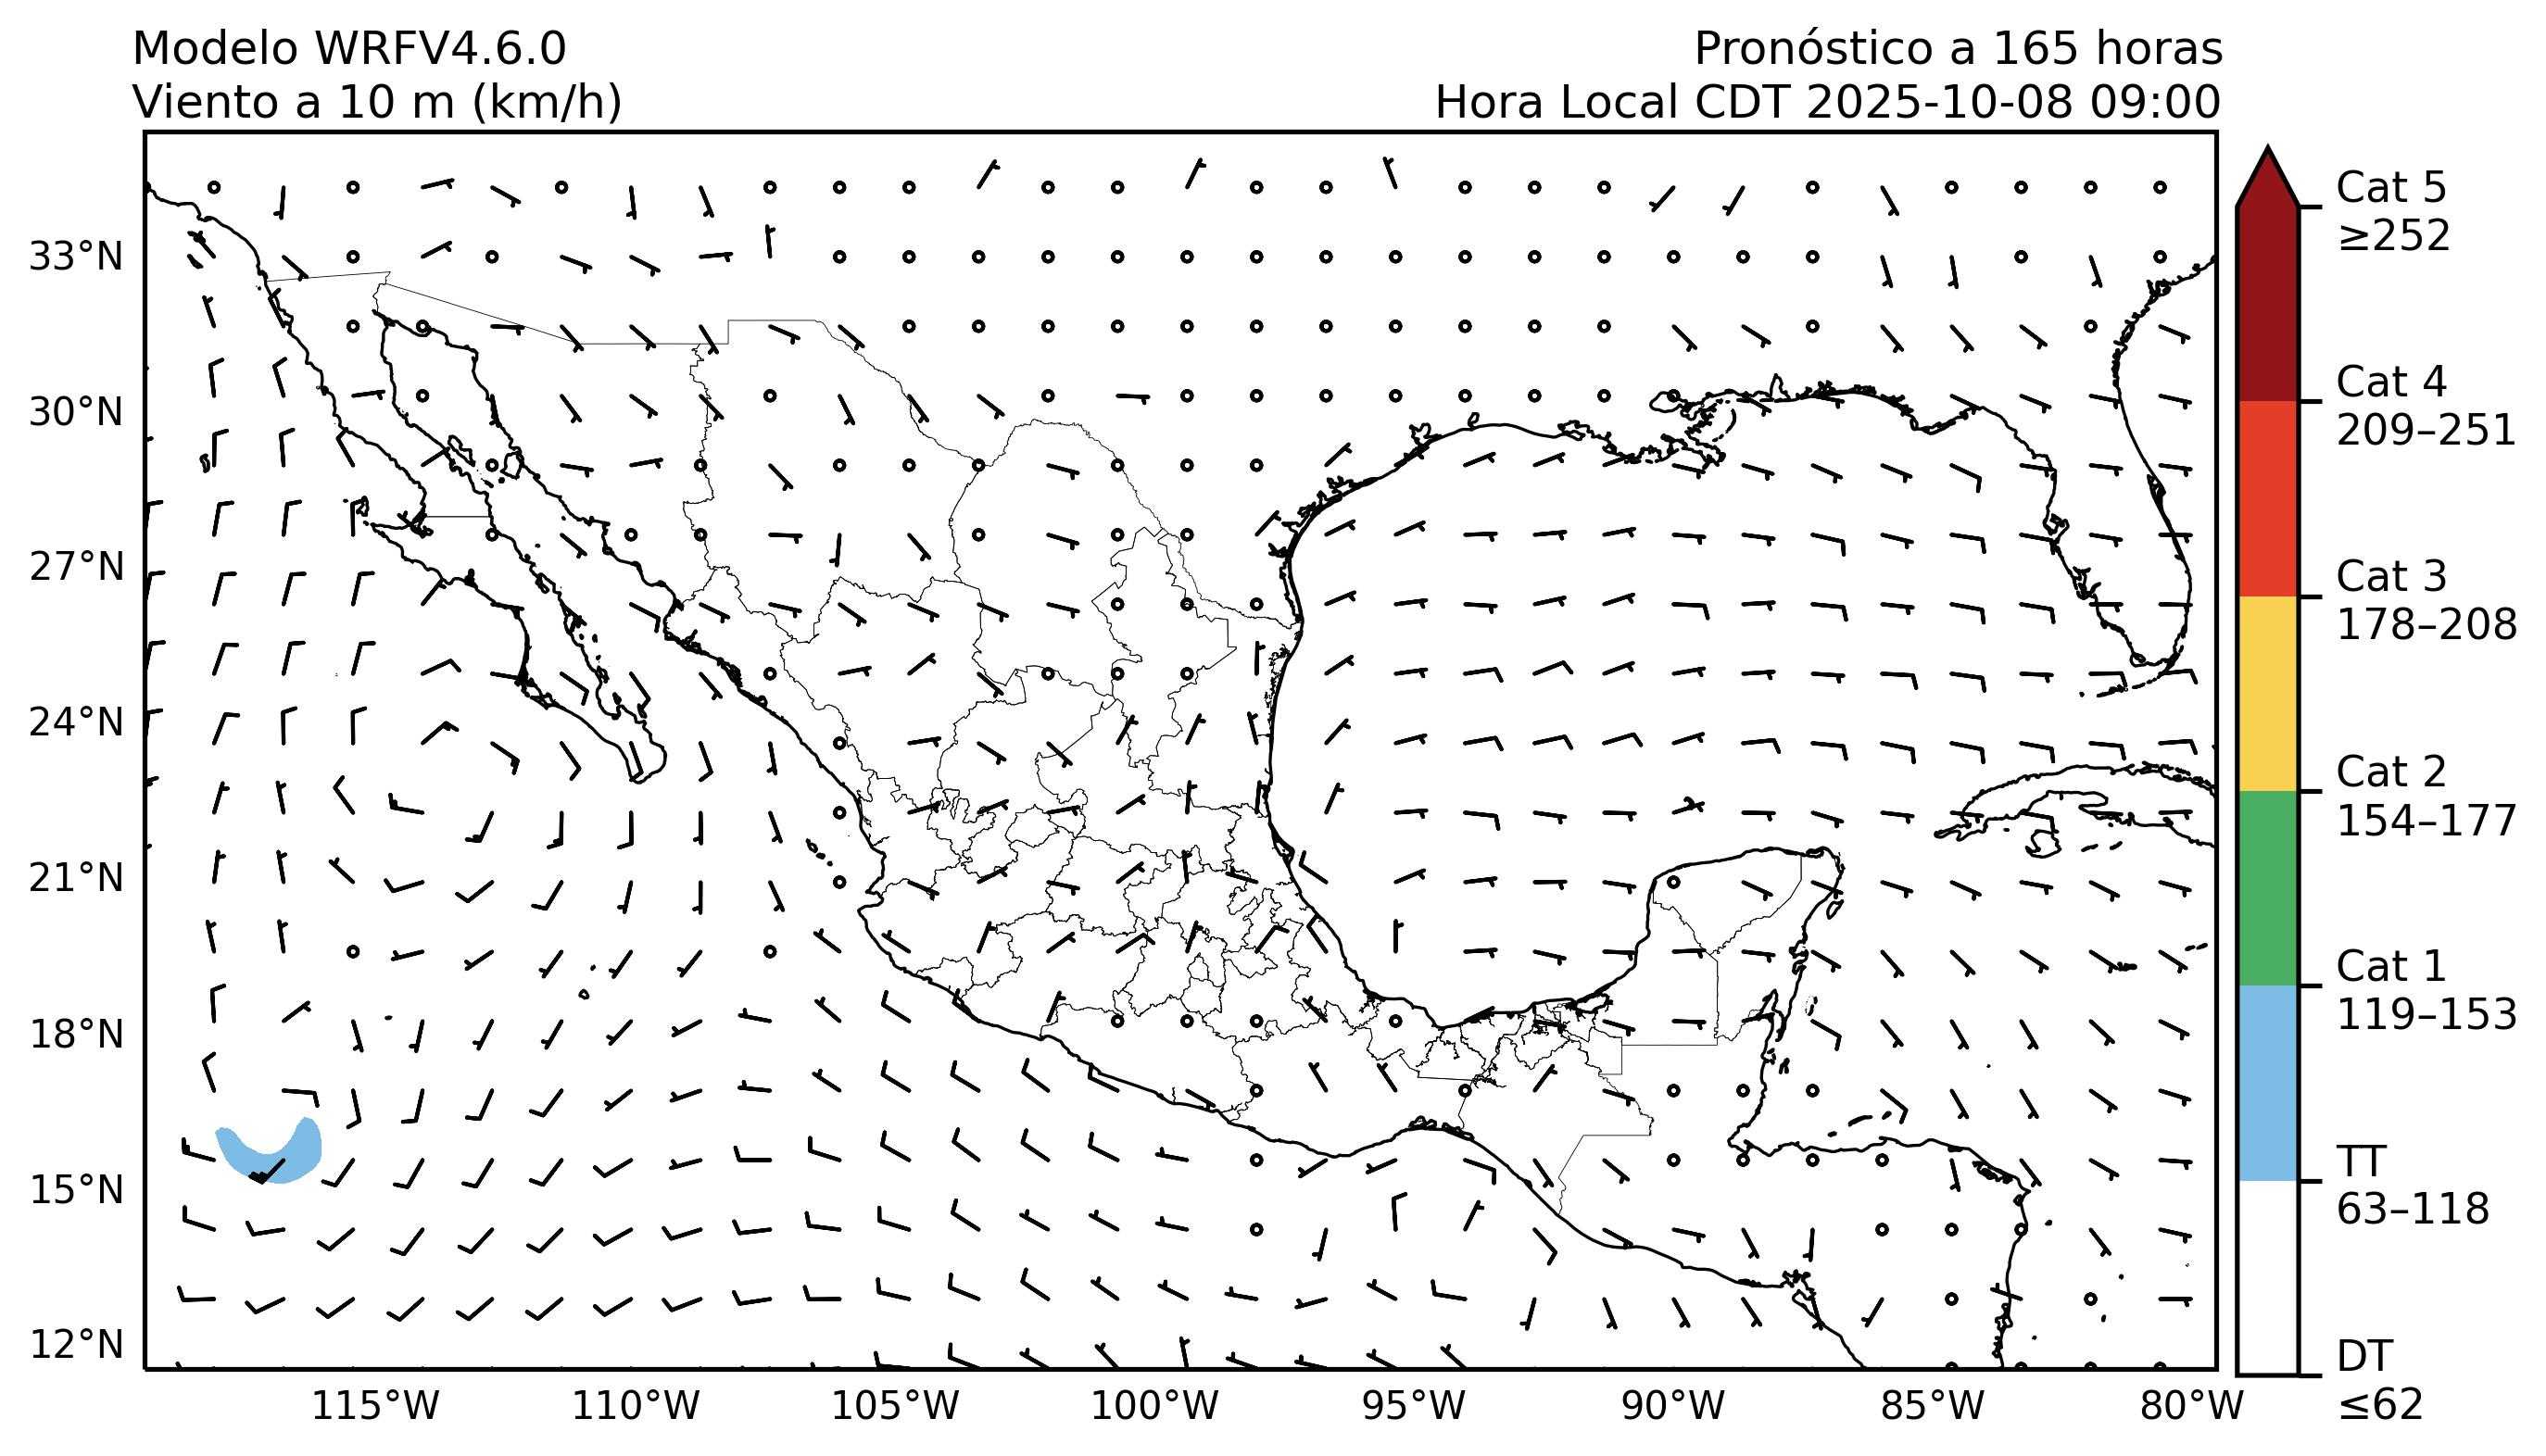 Modelo WRFV4.6.0
Viento a 10 m (km/h)
Pronóstico a 165 horas
Hora Local CDT 2025-10-08 09:00
33°N
30°N
27°N
24°N
21°N
18°N
15°N
12°N
115°W
110°W
105°W
100°W
95°W
90°W
85°W
80°W
Cat 5
≥252
Cat 4
209–251
Cat 3
178–208
Cat 2
154–177
Cat 1
119–153
TT
63–118
DT
≤62